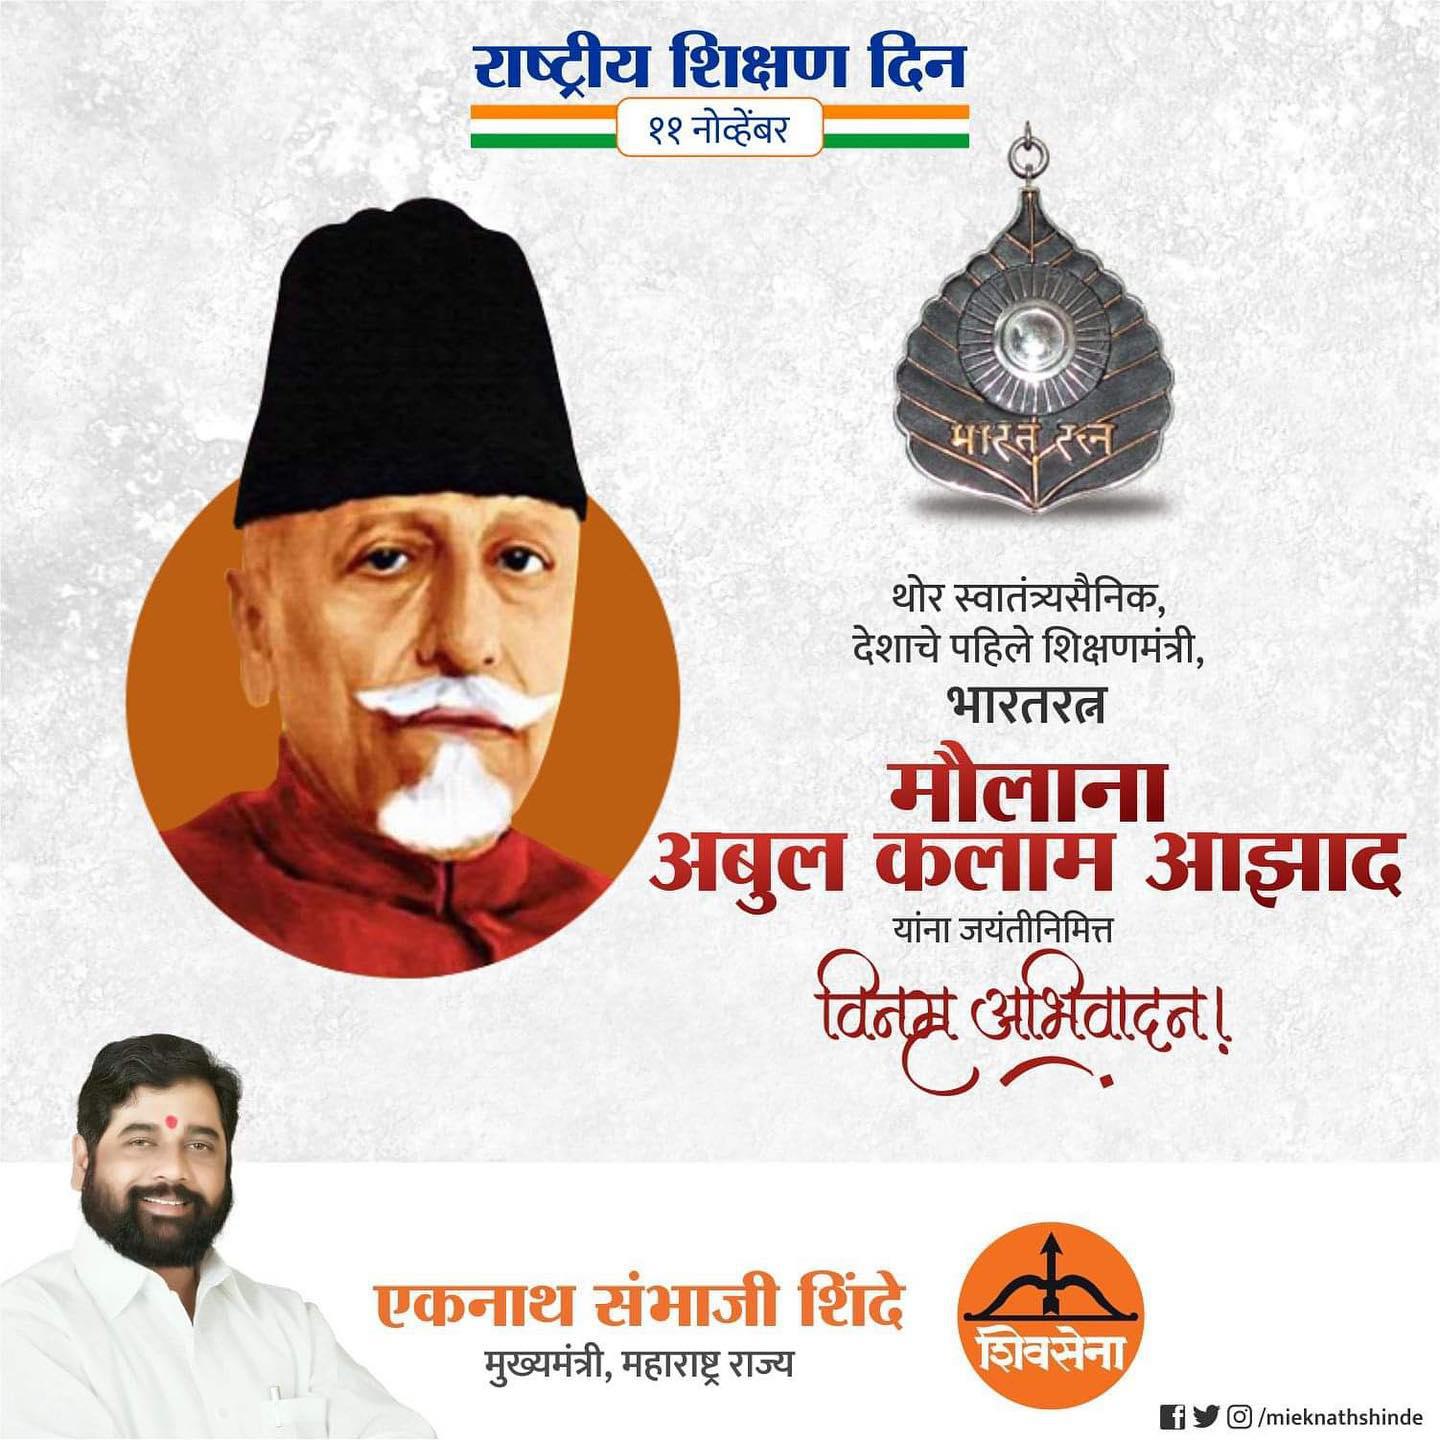 राष्ट्रीय शिक्षण दिन
११ नोव्हेंबर
भारत रत्न
थोर स्वातंत्र्यसैनिक,
देशाचे पहिले शिक्षणमंत्री,
भारतरत्न
मौलाना
अबुल कलाम आझाद
यांना जयंतीनिमित्त
विनम्र अभिवादन!
एकनाथ संभाजी शिंदे
मुख्यमंत्री, महाराष्ट्र राज्य
शिवसेना
/mieknathshinde